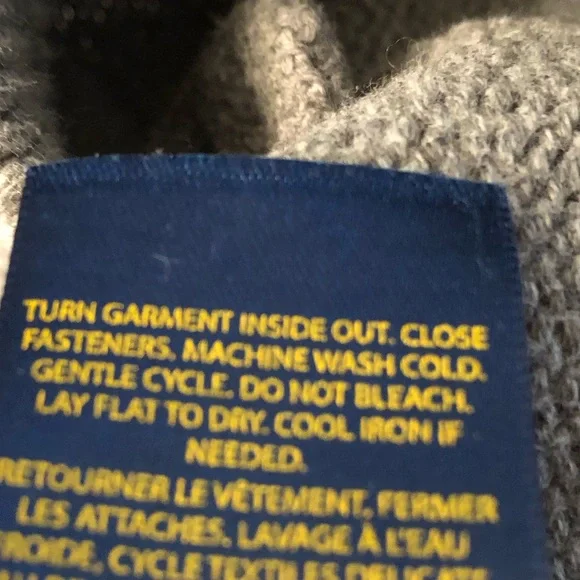 TURN GARMENT INSIDE OUT. CLOSE
FASTENERS. MACHINE WASH COLD.
GENTLE CYCLE. DO NOT BLEACH.
LAY FLAT TO DRY. COOL IRON IF
NEEDED.
RETOURNER LE VÊTEMENT, FERMER
LES ATTACHES. LAVAGE À L'EAU
FROIDE, CYCLE TEXTILES DÉLICATS